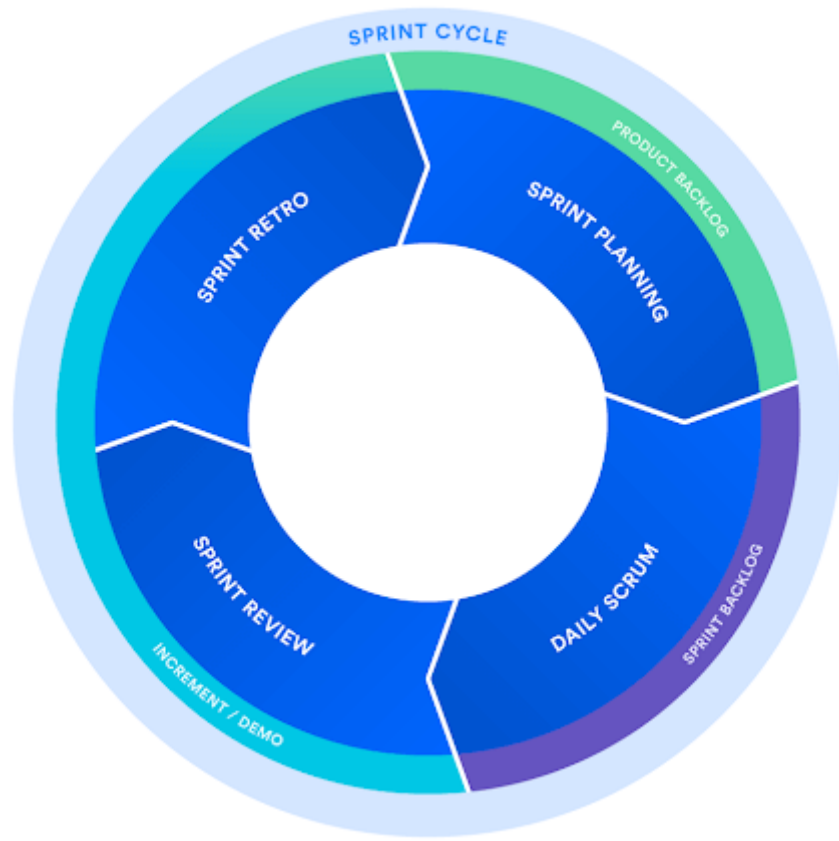 SPRINT CYCLE
PRODUCT BACKLOG
SPRINT PLANNING
SPRINT BACKLOG
DAILY SCRUM
INCREMENT / DEMO
SPRINT REVIEW
SPRINT RETRO